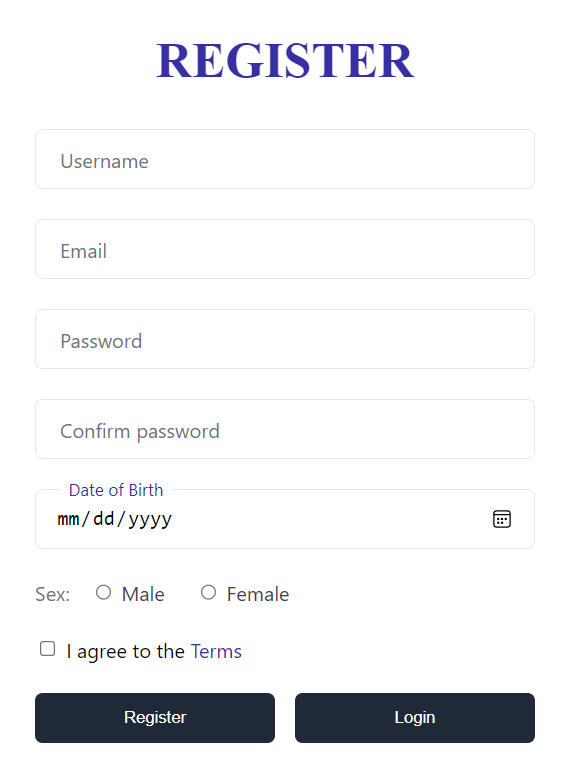 REGISTER
Username
Email
Password
Confirm password
Date of Birth
mm/dd/yyyy
Sex: Male Female
I agree to the Terms
Register Login